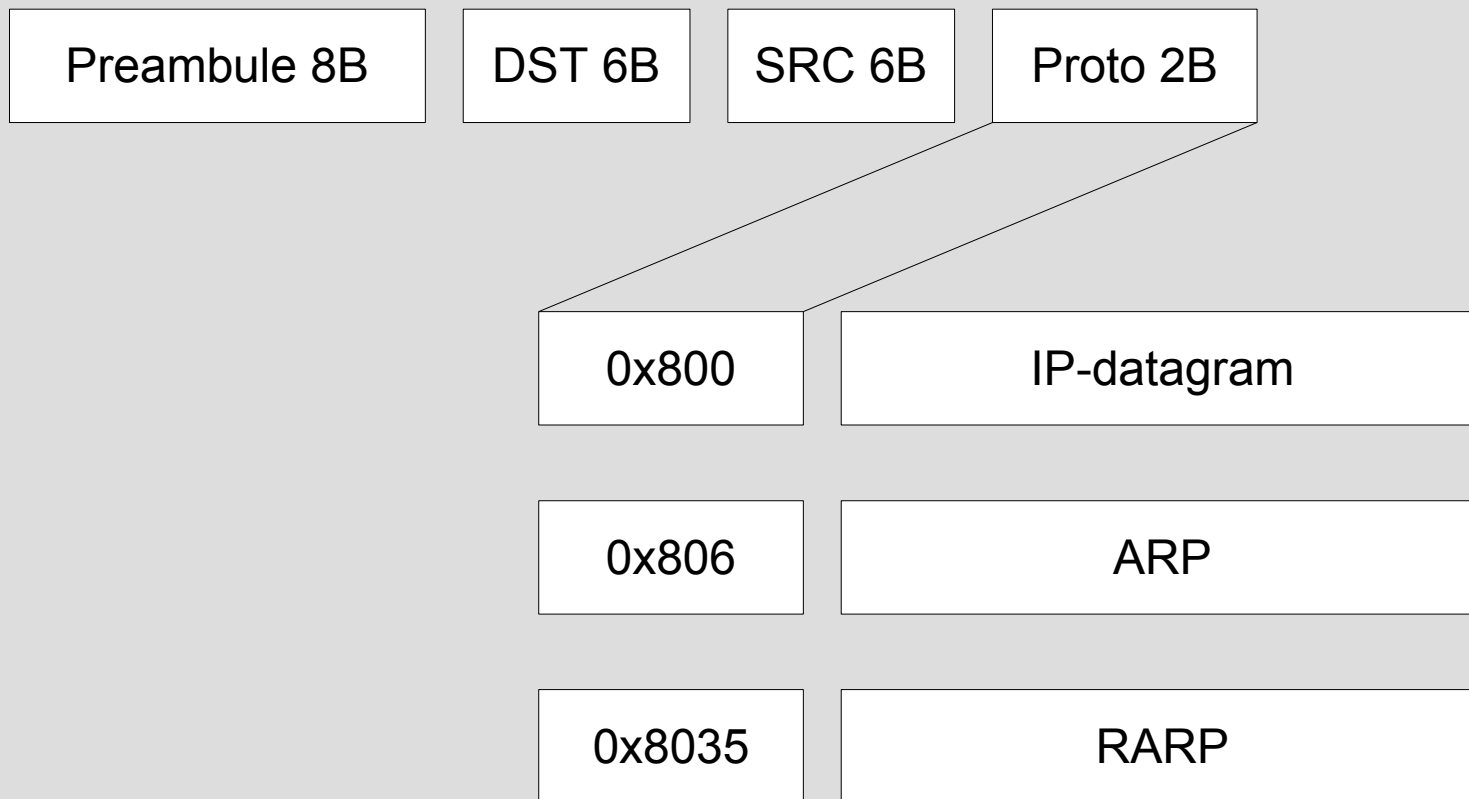 Preambule 8B
DST 6B
SRC 6B
Proto 2B
0x800
IP-datagram
0x806
ARP
0x8035
RARP